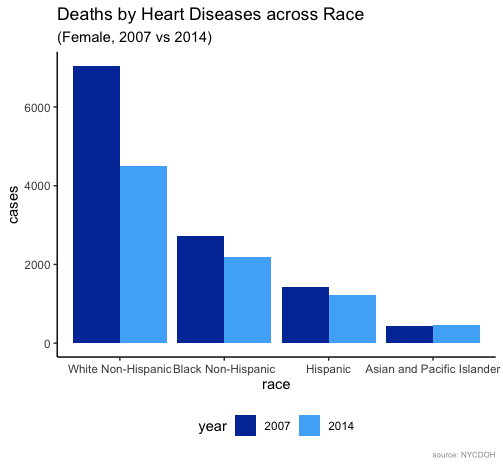 Deaths by Heart Diseases across Race
(Female, 2007 vs 2014)
cases
6000
4000
2000
0
White Non-Hispanic Black Non-Hispanic Hispanic Asian and Pacific Islander
race
year 2007 2014
source: NYCDOH